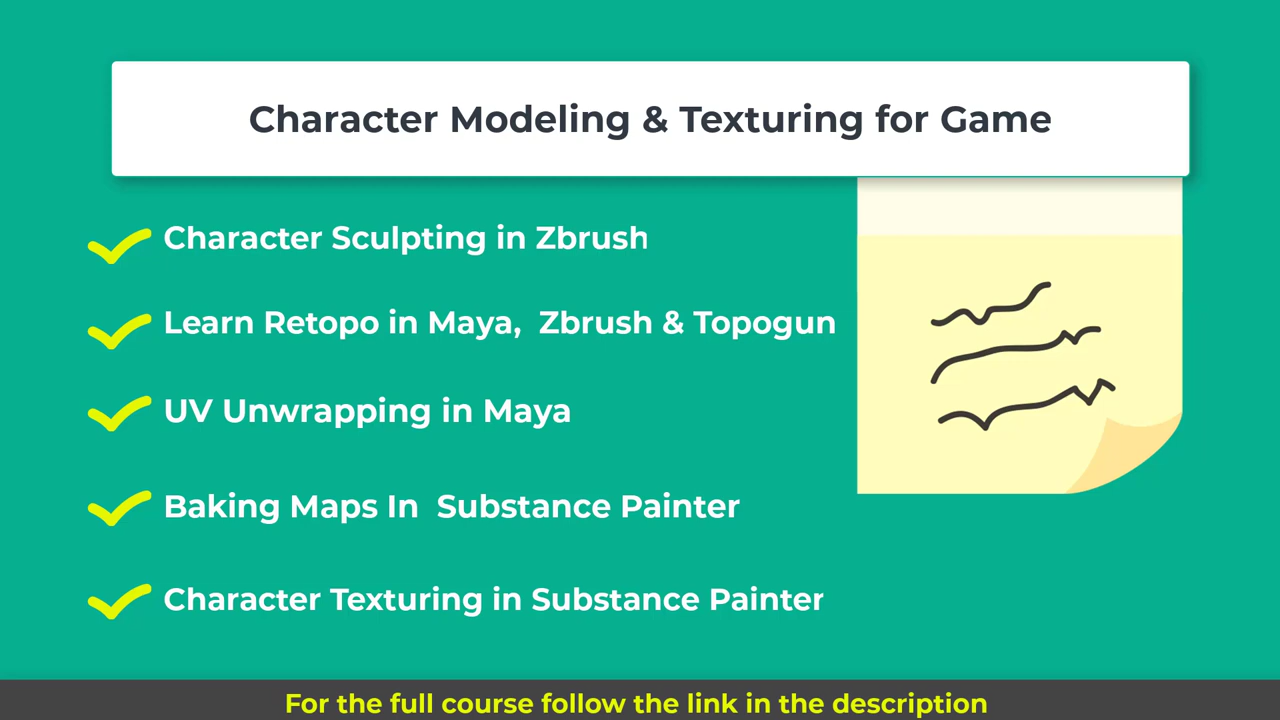 Character Modeling & Texturing for Game
Character Sculpting in Zbrush
Learn Retopo in Maya,  Zbrush & Topogun
UV Unwrapping in Maya
Baking Maps In  Substance Painter
Character Texturing in Substance Painter
For the full course follow the link in the description